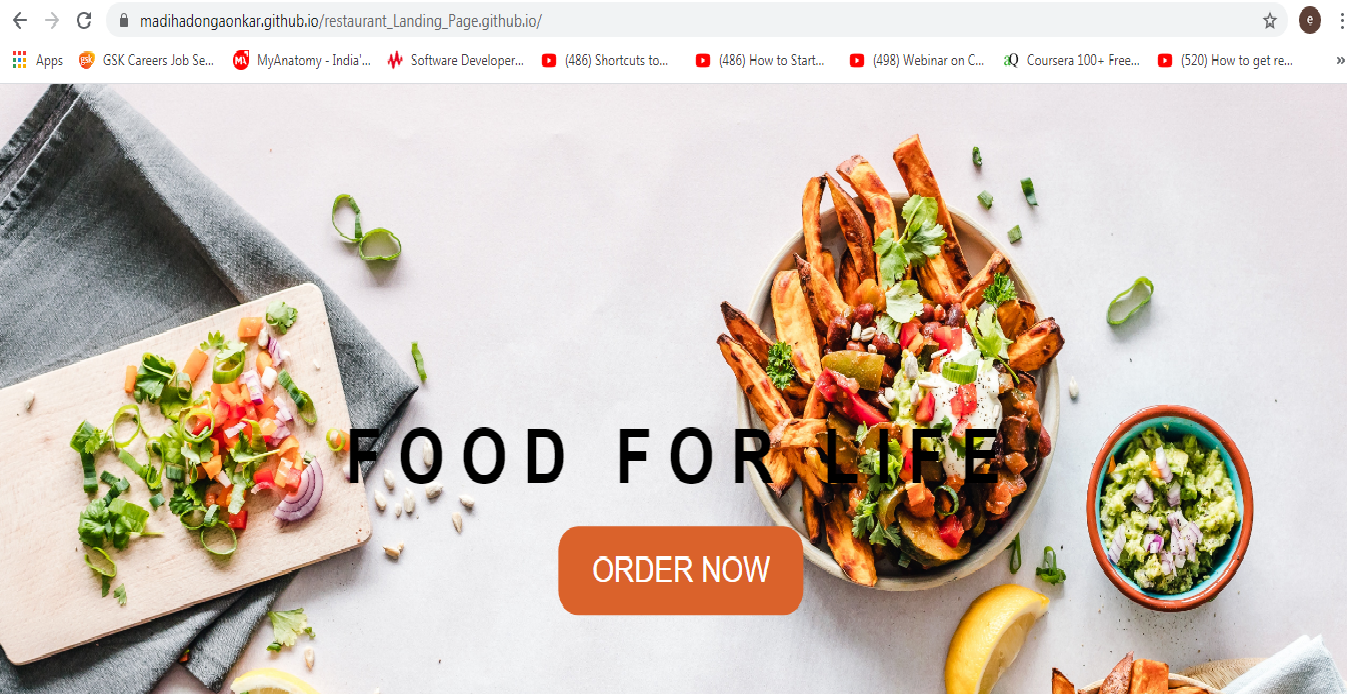 madihadongaonkar.github.io/restaurant_Landing_Page.github.io/ e
Apps GSK Careers Job Se... MyAnatomy - India'... Software Developer... (486) Shortcuts to... (486) How to Start... (498) Webinar on C... Coursera 100+ Free... (520) How to get re... »
FOOD FOR LIFE
ORDER NOW